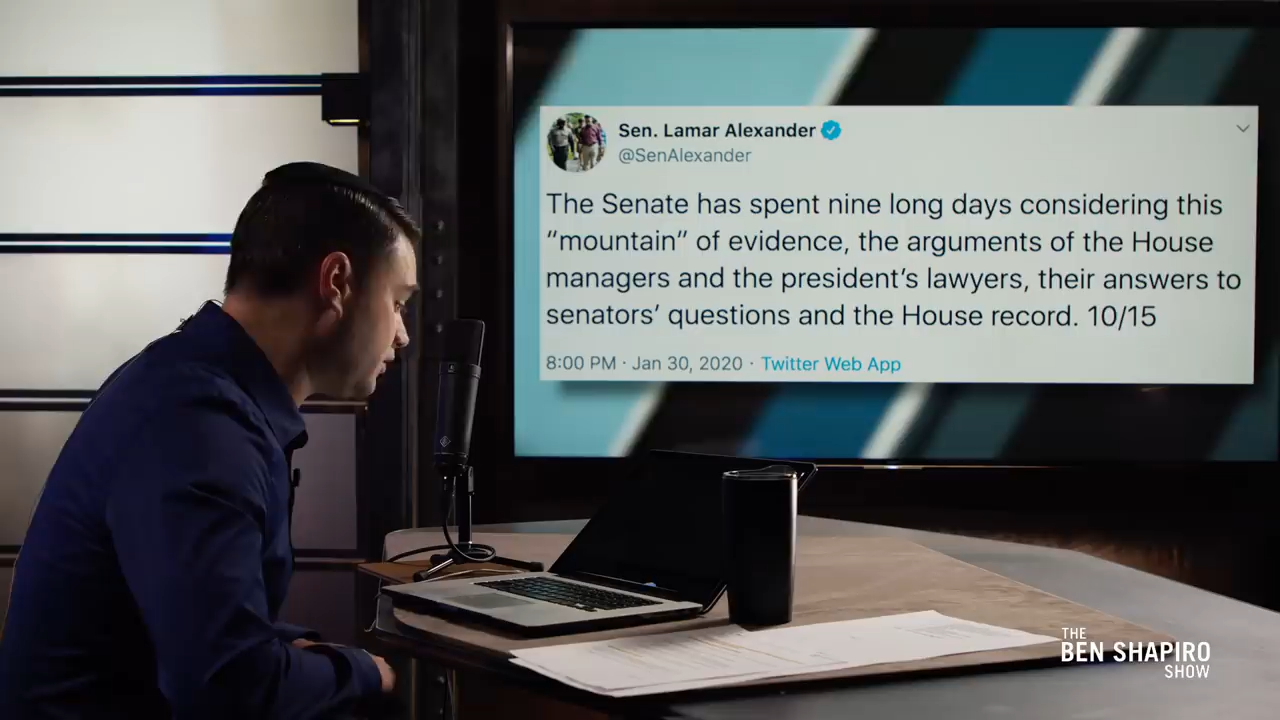 Sen. Lamar Alexander
@SenAlexander
The Senate has spent nine long days considering this
“mountain” of evidence, the arguments of the House
managers and the president’s lawyers, their answers to
senators’ questions and the House record. 10/15
8:00 PM · Jan 30, 2020 · Twitter Web App
THE
BEN SHAPIRO
SHOW